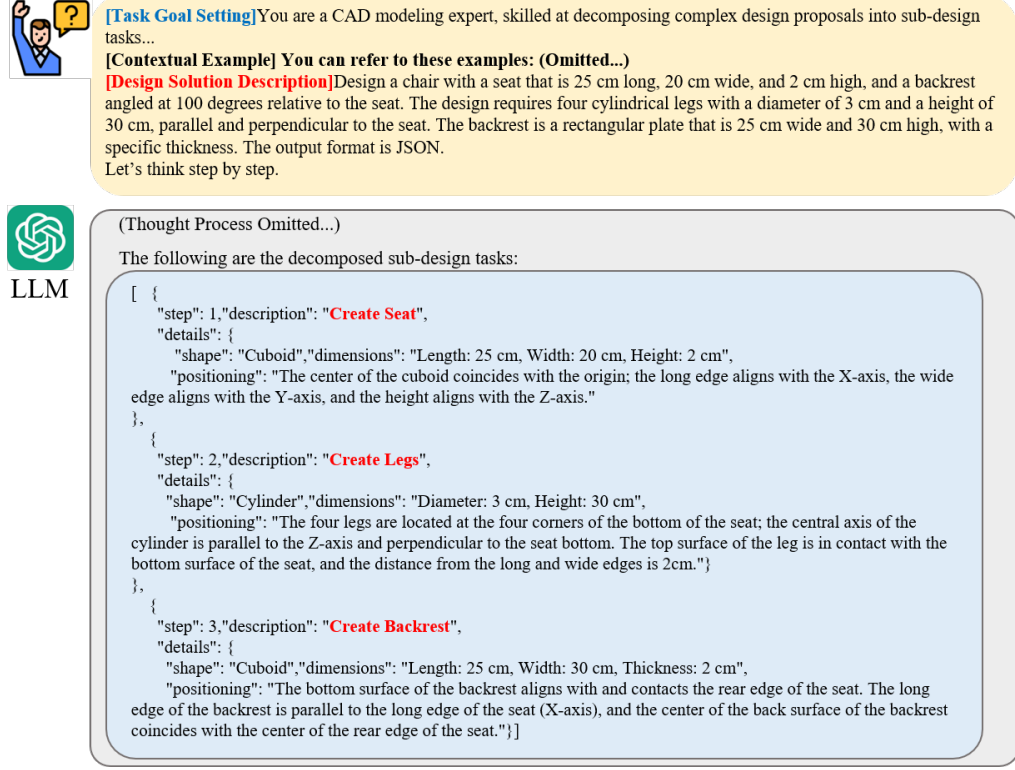 [Task Goal Setting]You are a CAD modeling expert, skilled at decomposing complex design proposals into sub-design
tasks...
[Contextual Example] You can refer to these examples: (Omitted...)
[Design Solution Description]Design a chair with a seat that is 25 cm long, 20 cm wide, and 2 cm high, and a backrest
angled at 100 degrees relative to the seat. The design requires four cylindrical legs with a diameter of 3 cm and a height of
30 cm, parallel and perpendicular to the seat. The backrest is a rectangular plate that is 25 cm wide and 30 cm high, with a
specific thickness. The output format is JSON.
Let's think step by step.
?
LLM
(Thought Process Omitted...)
The following are the decomposed sub-design tasks:
[ {
"step": 1,"description": "Create Seat",
"details": {
"shape": "Cuboid","dimensions": "Length: 25 cm, Width: 20 cm, Height: 2 cm",
"positioning": "The center of the cuboid coincides with the origin; the long edge aligns with the X-axis, the wide
edge aligns with the Y-axis, and the height aligns with the Z-axis."
},
{
"step": 2,"description": "Create Legs",
"details": {
"shape": "Cylinder","dimensions": "Diameter: 3 cm, Height: 30 cm",
"positioning": "The four legs are located at the four corners of the bottom of the seat; the central axis of the
cylinder is parallel to the Z-axis and perpendicular to the seat bottom. The top surface of the leg is in contact with the
bottom surface of the seat, and the distance from the long and wide edges is 2cm."}
},
{
"step": 3,"description": "Create Backrest",
"details": {
"shape": "Cuboid","dimensions": "Length: 25 cm, Width: 30 cm, Thickness: 2 cm",
"positioning": "The bottom surface of the backrest aligns with and contacts the rear edge of the seat. The long
edge of the backrest is parallel to the long edge of the seat (X-axis), and the center of the back surface of the backrest
coincides with the center of the rear edge of the seat."}]